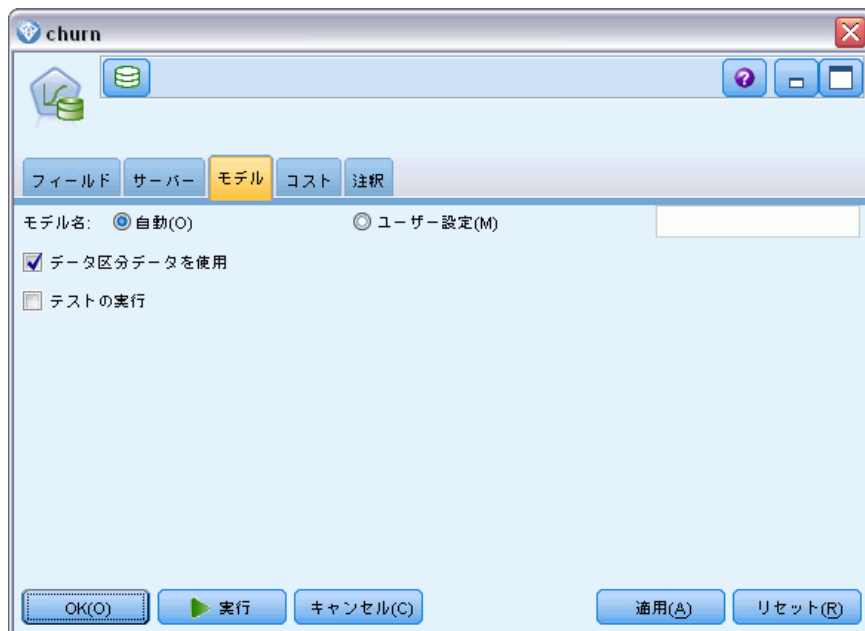 churn
?
フィールド サーバー モデル コスト 注釈
モデル名: 自動(O) ユーザー設定(M)
データ区分データを使用
テストの実行
OK(O) 実行 キャンセル(C) 適用(A) リセット(R)